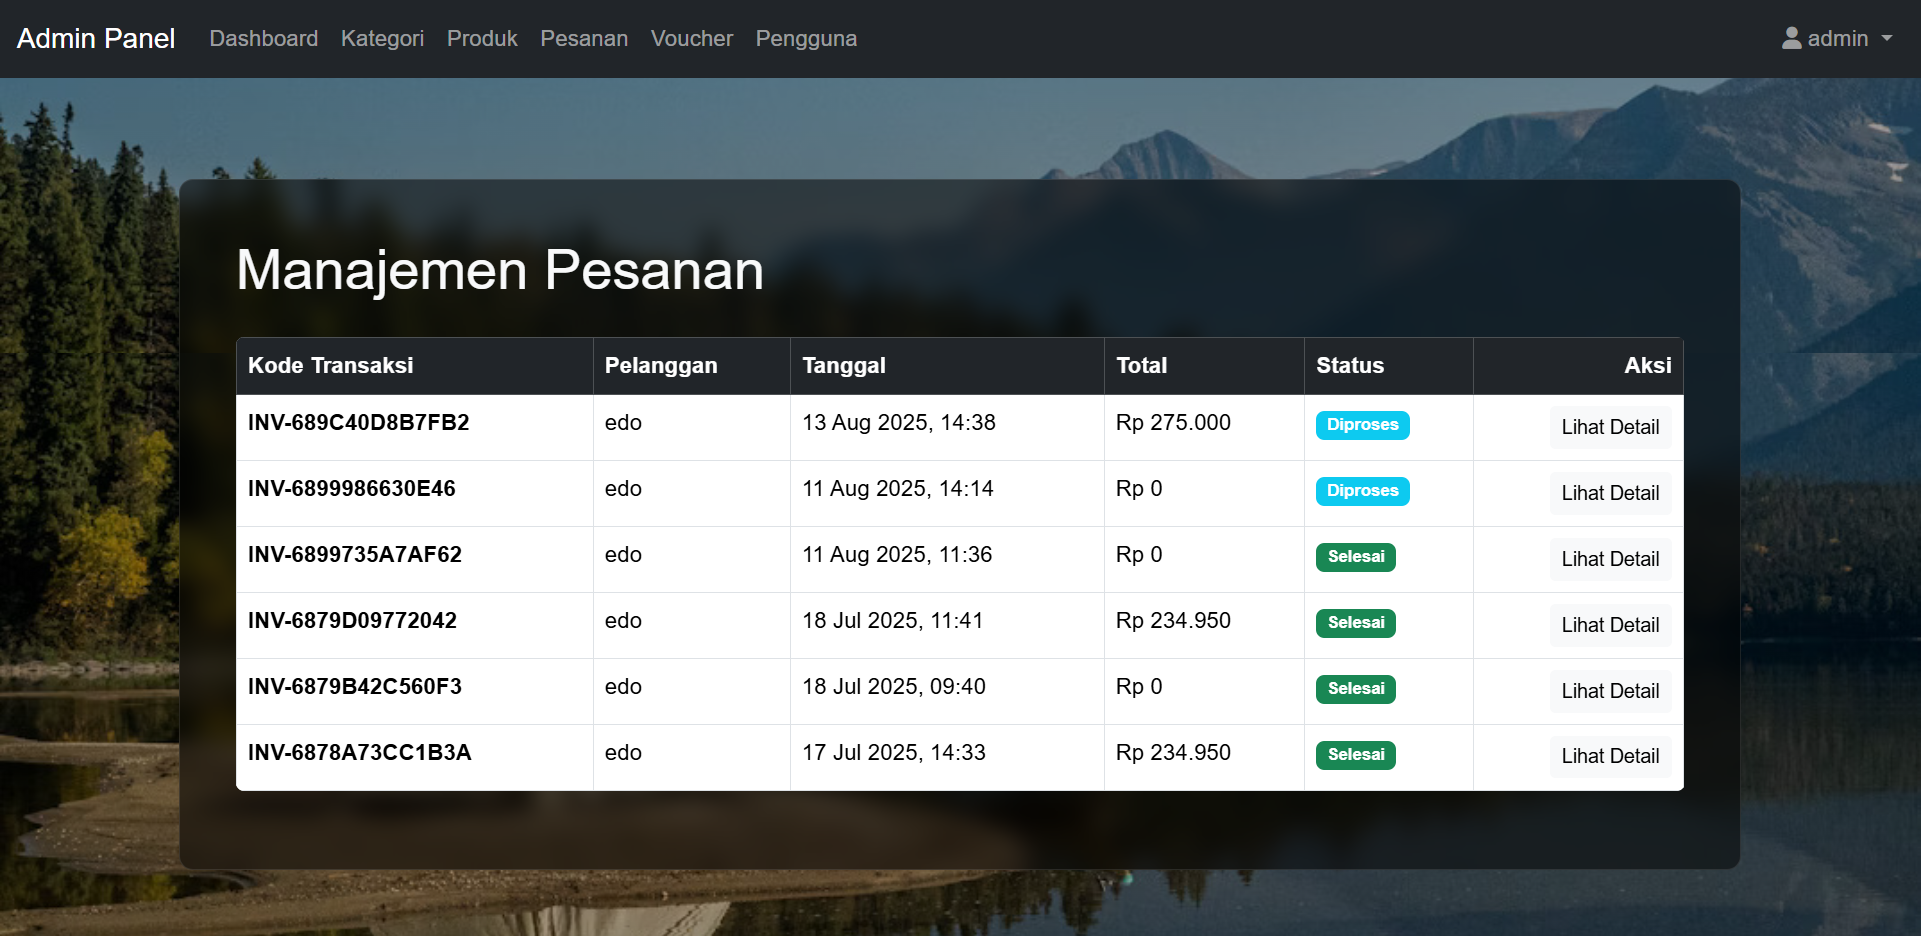 Admin Panel Dashboard Kategori Produk Pesanan Voucher Pengguna admin
Manajemen Pesanan
Kode Transaksi Pelanggan Tanggal Total Status Aksi
INV-689C40D8B7FB2 edo 13 Aug 2025, 14:38 Rp 275.000 Diproses Lihat Detail
INV-6899986630E46 edo 11 Aug 2025, 14:14 Rp 0 Diproses Lihat Detail
INV-6899735A7AF62 edo 11 Aug 2025, 11:36 Rp 0 Selesai Lihat Detail
INV-6879D09772042 edo 18 Jul 2025, 11:41 Rp 234.950 Selesai Lihat Detail
INV-6879B42C560F3 edo 18 Jul 2025, 09:40 Rp 0 Selesai Lihat Detail
INV-6878A73CC1B3A edo 17 Jul 2025, 14:33 Rp 234.950 Selesai Lihat Detail